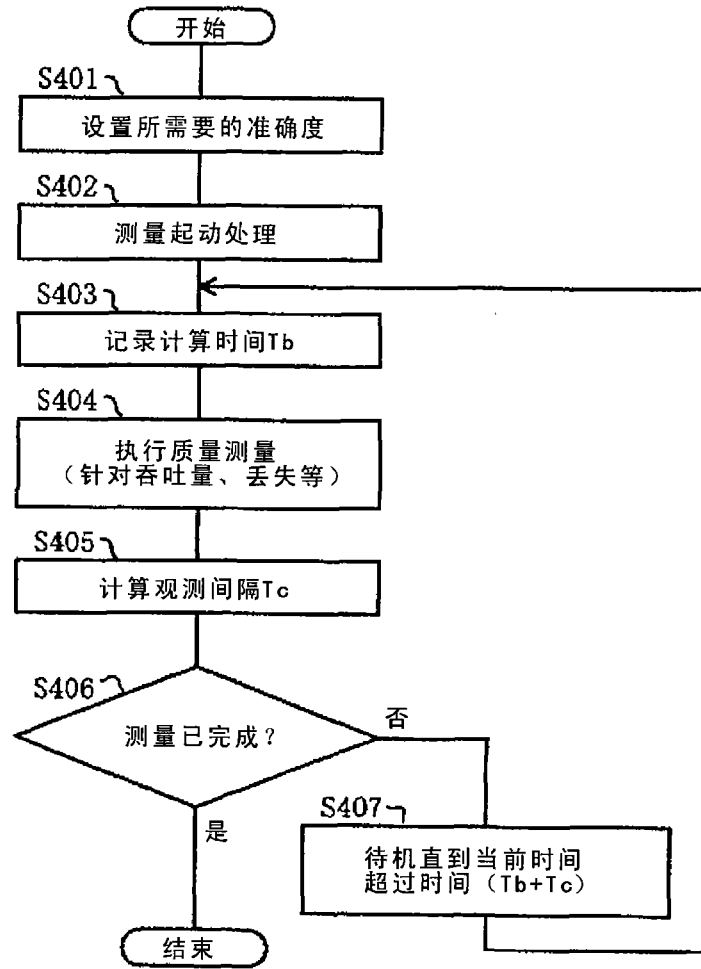 开始
S401
设置所需要的准确度
S402
测量起动处理
S403
记录计算时间Tb
S404
执行质量测量
（针对吞吐量、丢失等）
S405
计算观测间隔Tc
S406
测量已完成？
否
是
S407
待机直到当前时间
超过时间（Tb+Tc）
结束